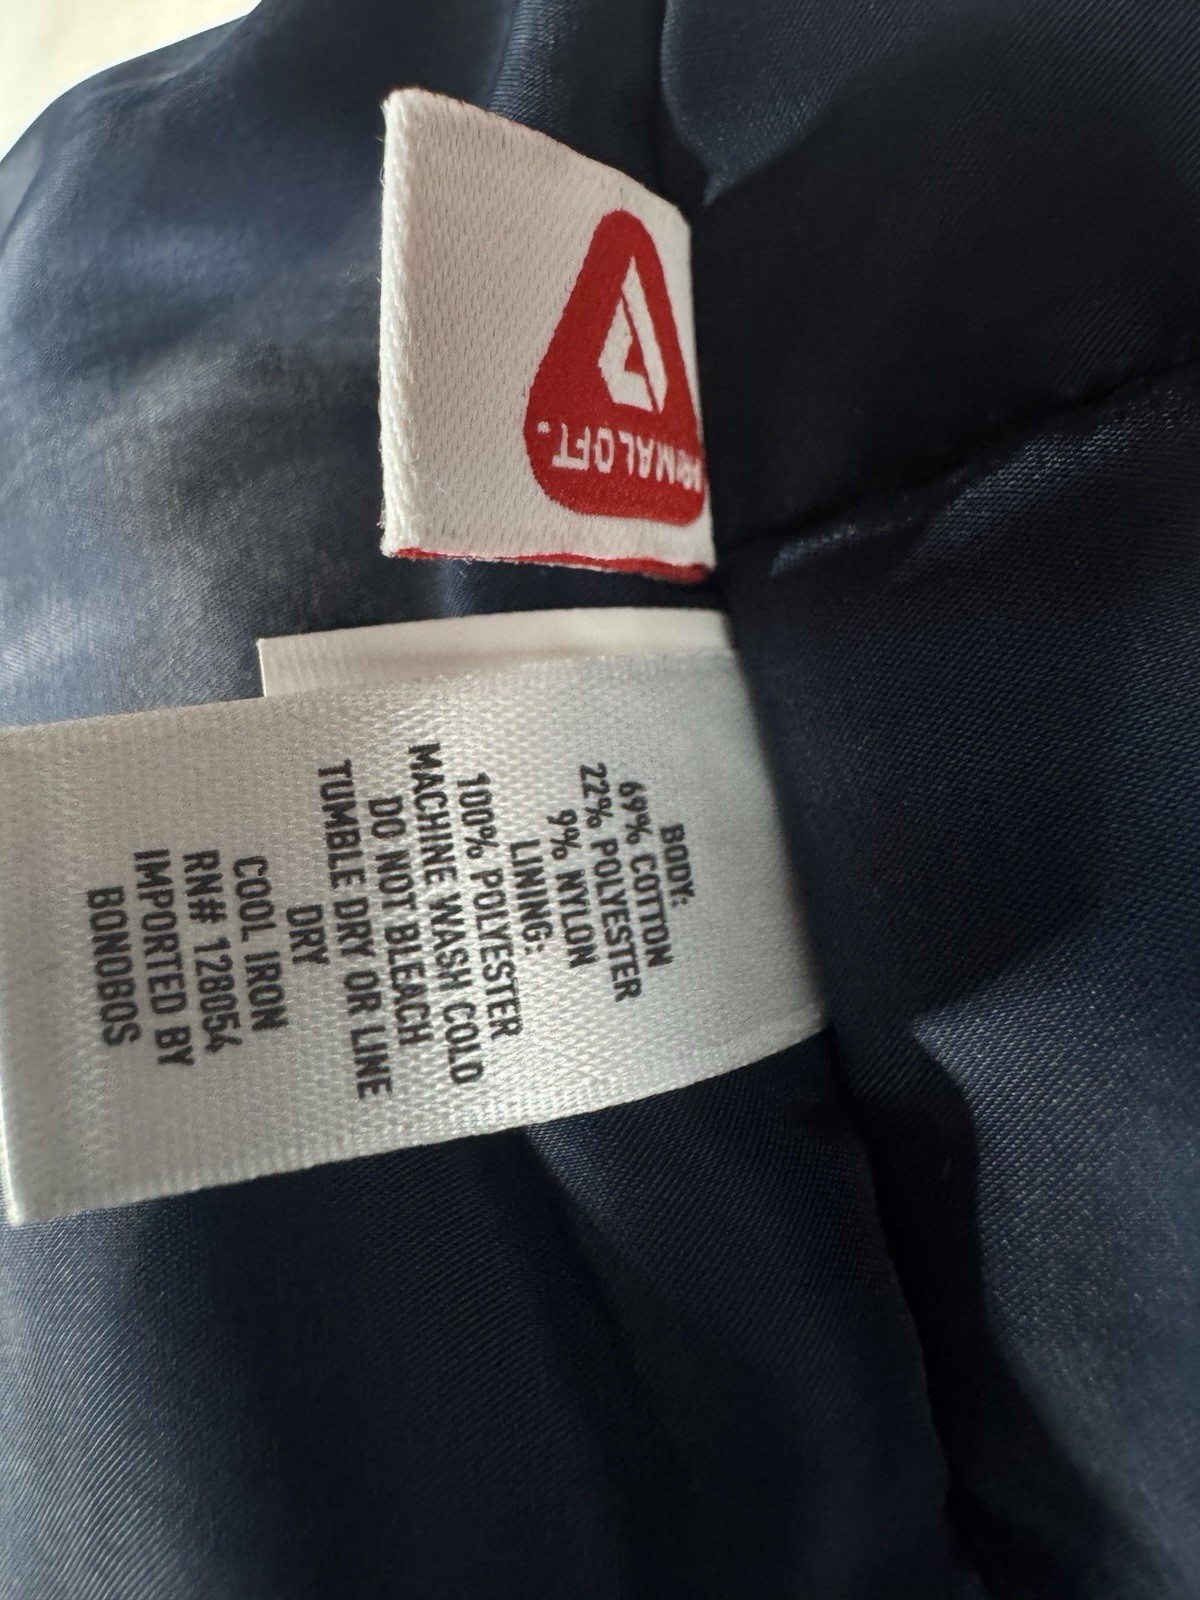 ARMALOFT.
BODY:
69% COTTON
22% POLYESTER
9% NYLON
LINING:
100% POLYESTER
MACHINE WASH COLD
DO NOT BLEACH
TUMBLE DRY OR LINE
DRY
COOL IRON
RN# 128054
IMPORTED BY
BONOBOS